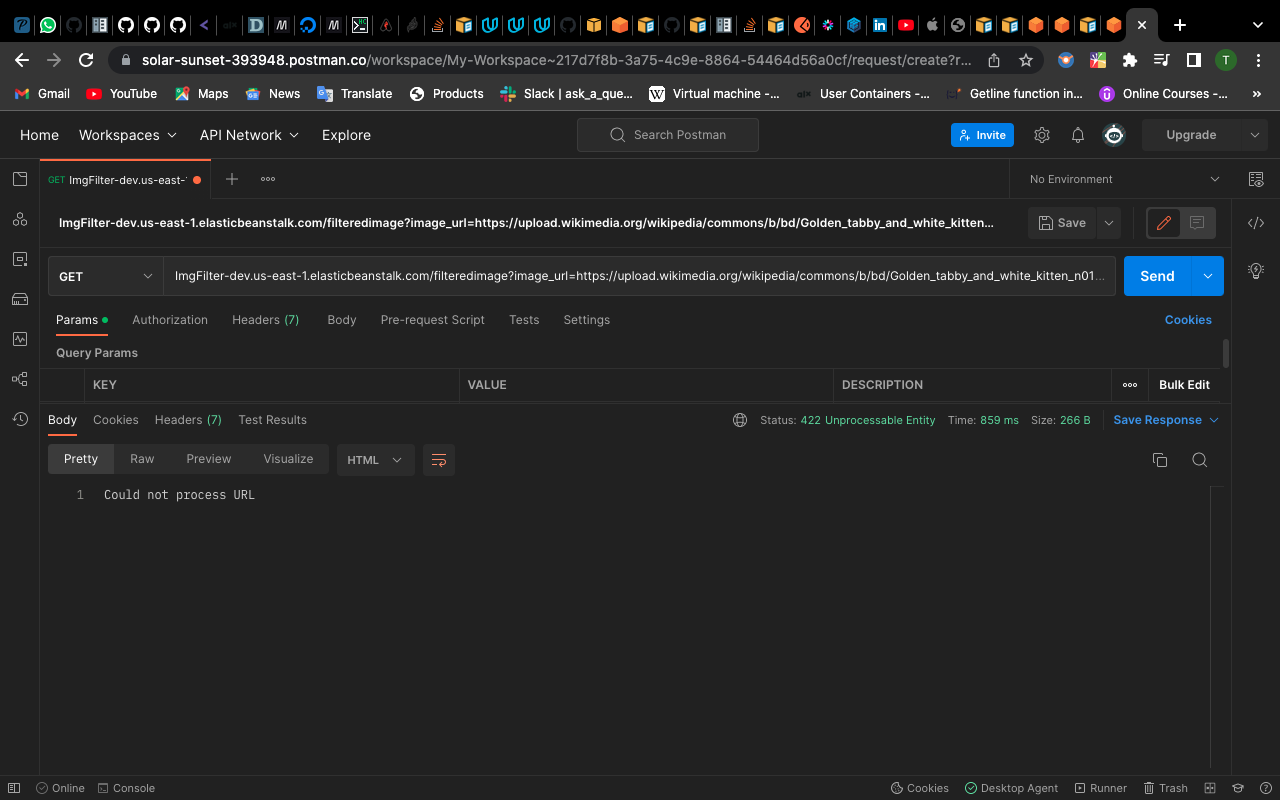 solar-sunset-393948.postman.co/workspace/My-Workspace~217d7f8b-3a75-4c9e-8864-54464d56a0cf/request/create?r...
T
Gmail YouTube Maps News Translate Products Slack | ask_a_que... Virtual machine -... User Containers -... Getline function in... Online Courses -... »
Home Workspaces API Network Explore Search Postman Invite Upgrade
GET ImgFilter-dev.us-east-1 No Environment
ImgFilter-dev.us-east-1.elasticbeanstalk.com/filteredimage?image_url=https://upload.wikimedia.org/wikipedia/commons/b/bd/Golden_tabby_and_white_kitten... Save
GET ImgFilter-dev.us-east-1.elasticbeanstalk.com/filteredimage?image_url=https://upload.wikimedia.org/wikipedia/commons/b/bd/Golden_tabby_and_white_kitten_n01... Send
Params Authorization Headers (7) Body Pre-request Script Tests Settings Cookies
Query Params
KEY VALUE DESCRIPTION Bulk Edit
Body Cookies Headers (7) Test Results Status: 422 Unprocessable Entity Time: 859 ms Size: 266 B Save Response
Pretty Raw Preview Visualize HTML
1 Could not process URL
Online Console Cookies Desktop Agent Runner Trash